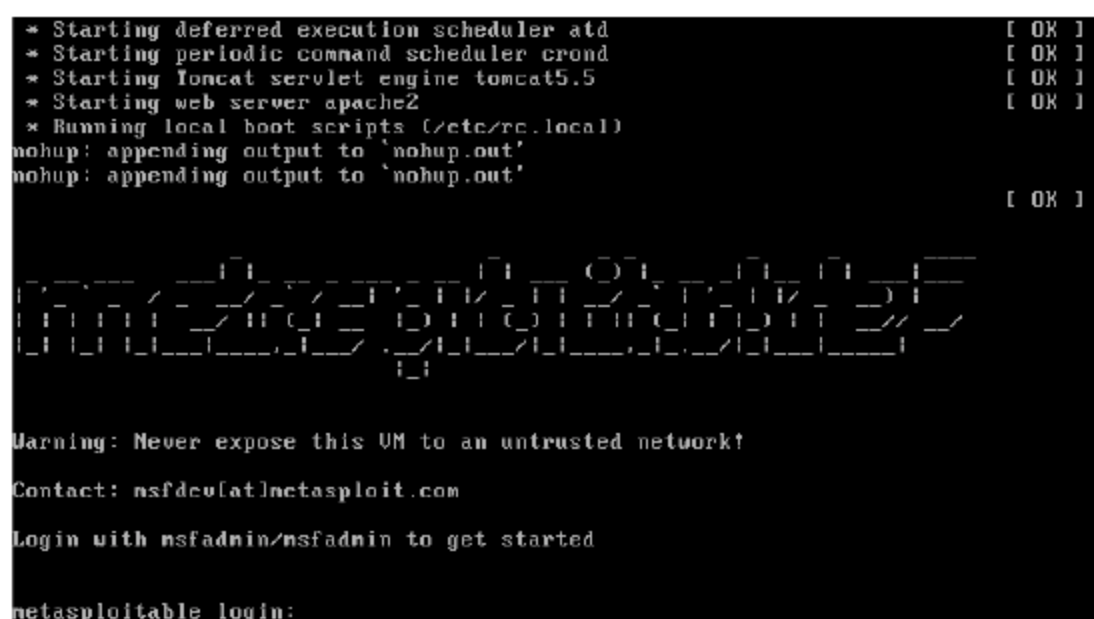 * Starting deferred execution scheduler atd [ OK ]
* Starting periodic command scheduler crond [ OK ]
* Starting Tomcat servlet engine tomcat5.5 [ OK ]
* Starting web server apache2 [ OK ]
* Running local boot scripts (/etc/rc.local)
nohup: appending output to `nohup.out'
nohup: appending output to `nohup.out'
[ OK ]
metasploitable2
Warning: Never expose this VM to an untrusted network!
Contact: msfdev[at]metasploit.com
Login with msfadmin/msfadmin to get started
metasploitable login: